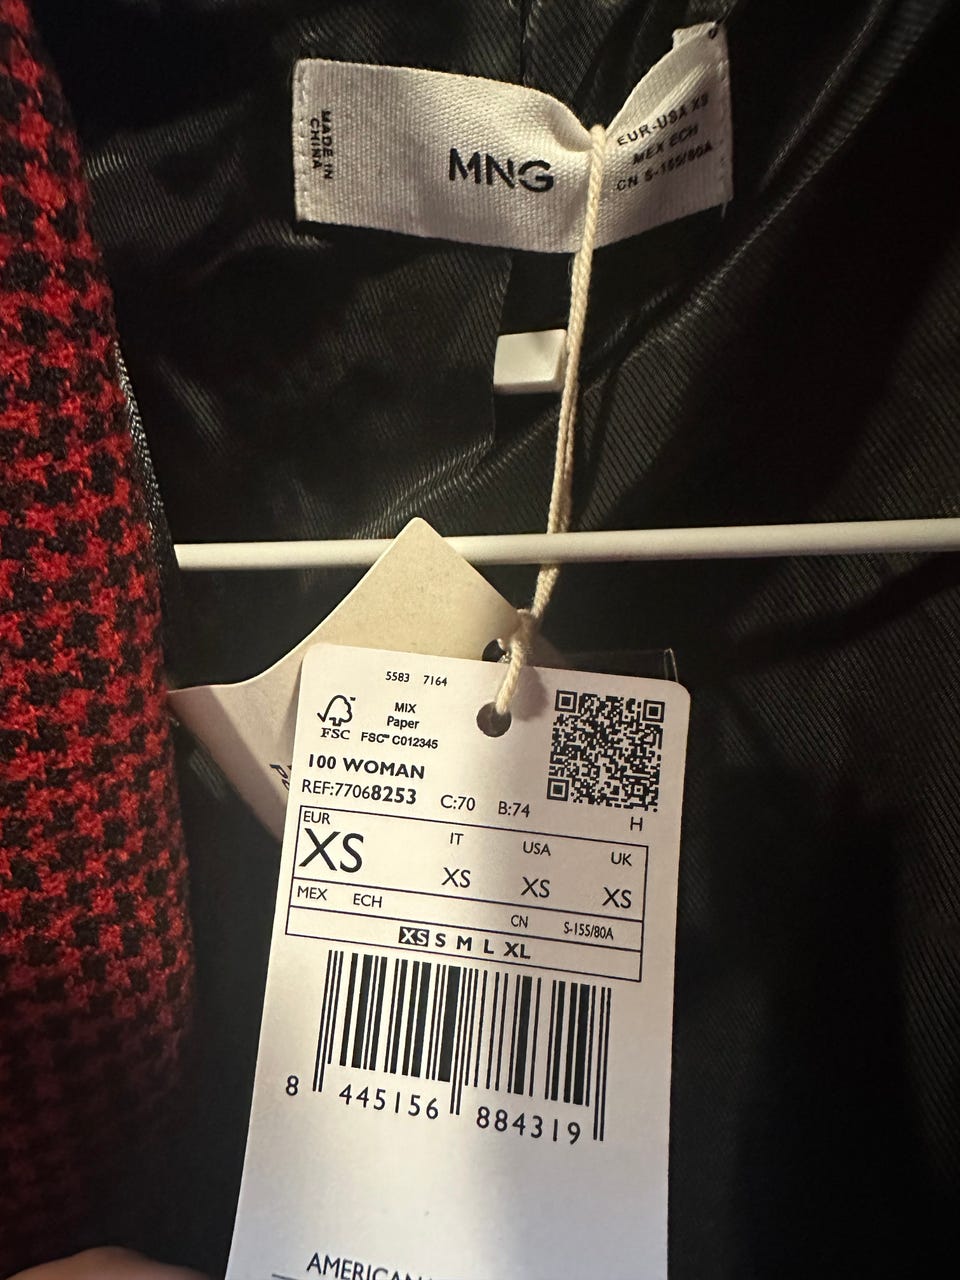 MADE IN
CHINA
MNG
EUR-USA XS
MEX ECH
CN S-155/80A
5583 7164
FSC
MIX
Paper
FSC™ C012345
100 WOMAN
REF:77068253 C:70 B:74
H
EUR IT USA UK
XS XS XS XS
MEX ECH CN S-155/80A
XS S M L XL
8 445156 884319
AMERICAN